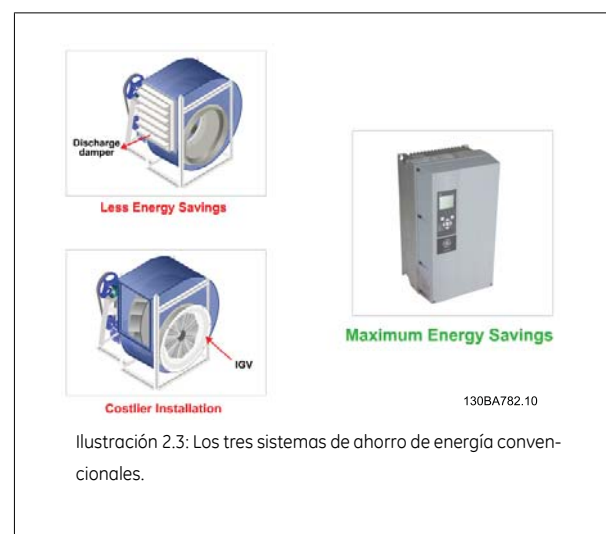 Discharge
damper
Less Energy Savings
IGV
Costlier Installation
Maximum Energy Savings
130BA782.10
Ilustración 2.3: Los tres sistemas de ahorro de energía conven-
cionales.